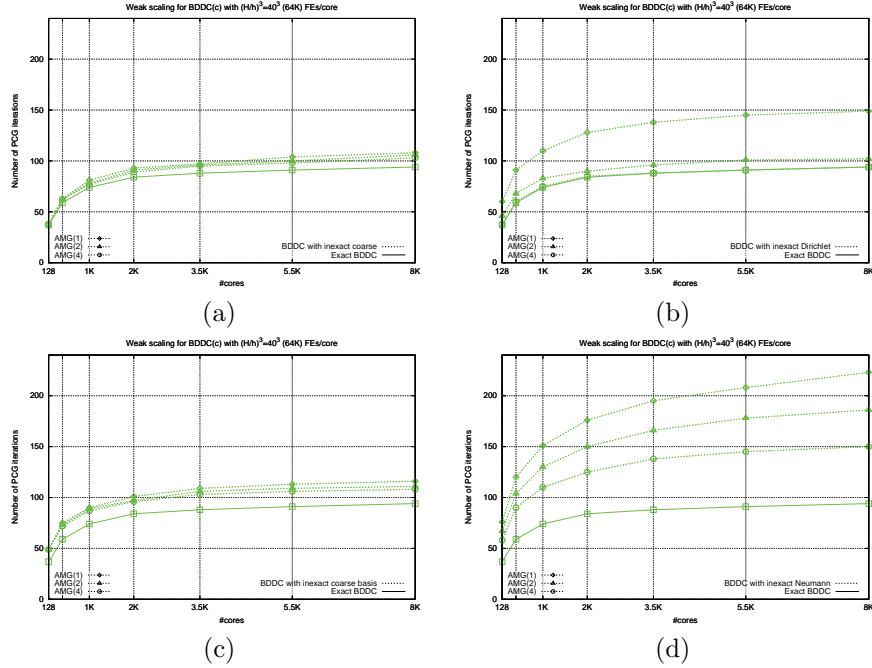 Weak scaling for BDDC(c) with (H/h)³=40³ (64K) FEs/core
Number of PCG iterations
200
150
100
50
0
AMG(1)
AMG(2)
AMG(4)
BDDC with inexact coarse
Exact BDDC
128 1K 2K 3.5K 5.5K 8K
#cores
(a)
Weak scaling for BDDC(c) with (H/h)³=40³ (64K) FEs/core
Number of PCG iterations
200
150
100
50
0
AMG(1)
AMG(2)
AMG(4)
BDDC with inexact Dirichlet
Exact BDDC
128 1K 2K 3.5K 5.5K 8K
#cores
(b)
Weak scaling for BDDC(c) with (H/h)³=40³ (64K) FEs/core
Number of PCG iterations
200
150
100
50
0
AMG(1)
AMG(2)
AMG(4)
BDDC with inexact coarse basis
Exact BDDC
128 1K 2K 3.5K 5.5K 8K
#cores
(c)
Weak scaling for BDDC(c) with (H/h)³=40³ (64K) FEs/core
Number of PCG iterations
200
150
100
50
0
AMG(1)
AMG(2)
AMG(4)
BDDC with inexact Neumann
Exact BDDC
128 1K 2K 3.5K 5.5K 8K
#cores
(d)